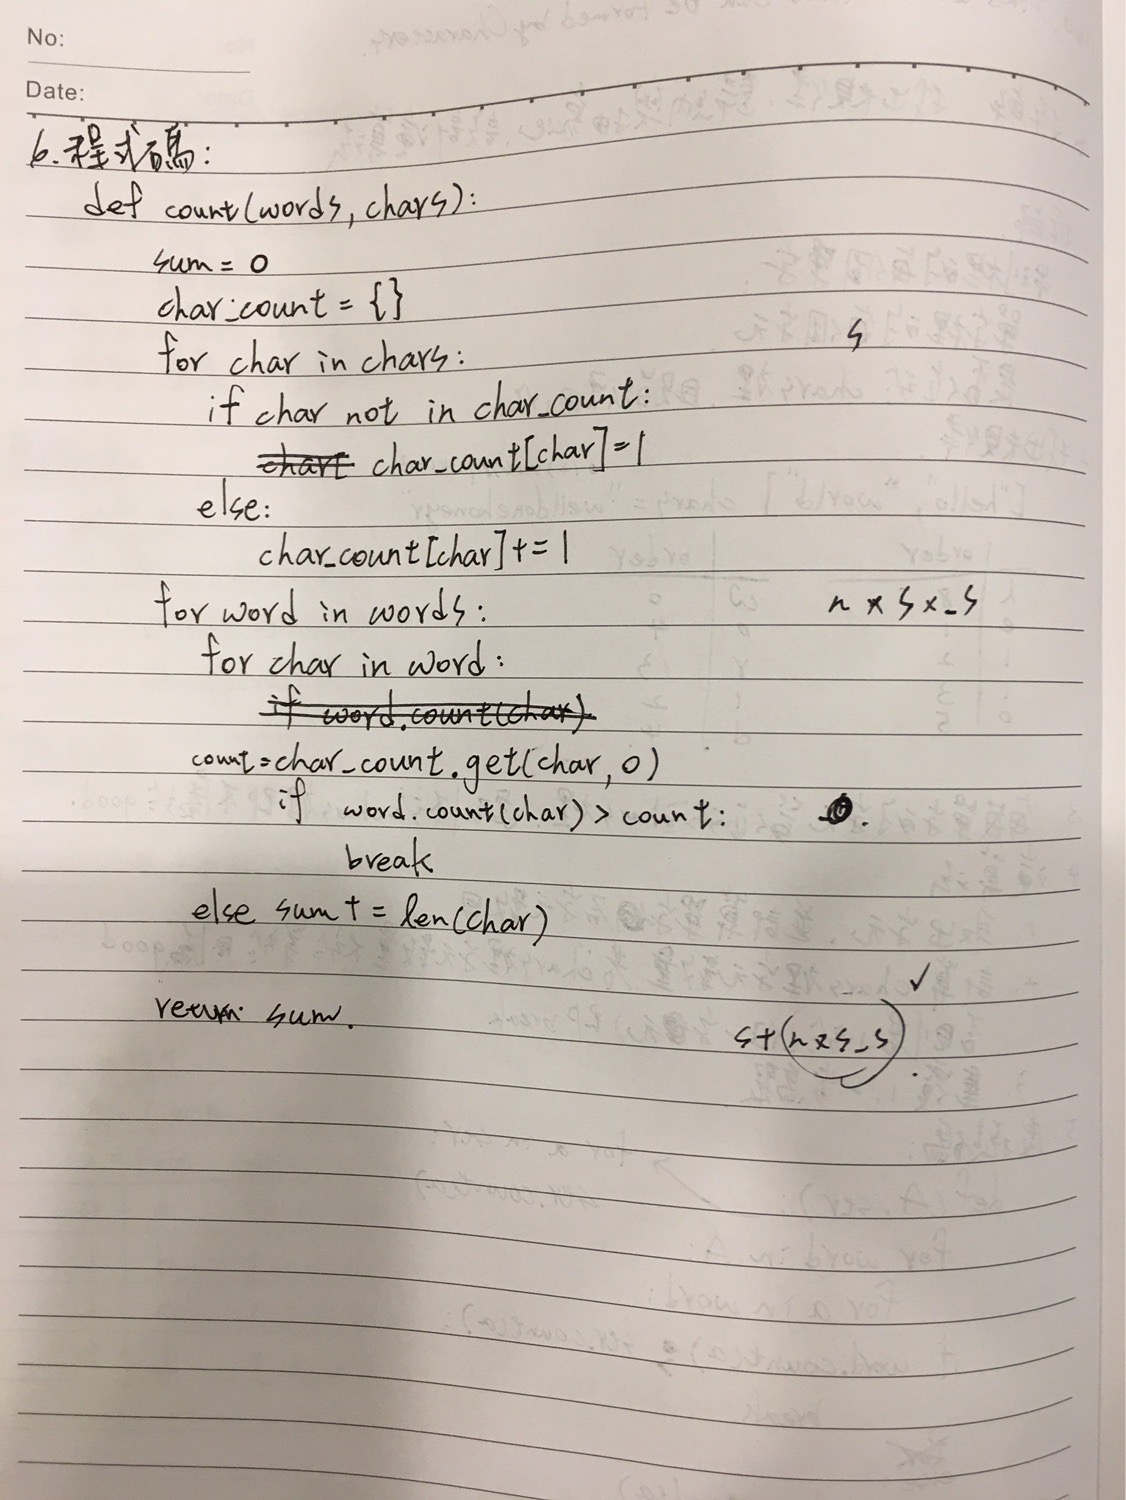 No:
Date:
6.程式碼:
def count(words, chars):
sum = 0
char_count = {}
for char in chars: s
if char not in char_count:
char_count[char]=1
else:
char_count[char]+=1
for word in words: n × s × _s
for char in word:
if word.count(char)
count=char_count.get(char, 0)
if word.count(char) > count:
break
else sum += len(char)
return sum.
s+(n×s_s)